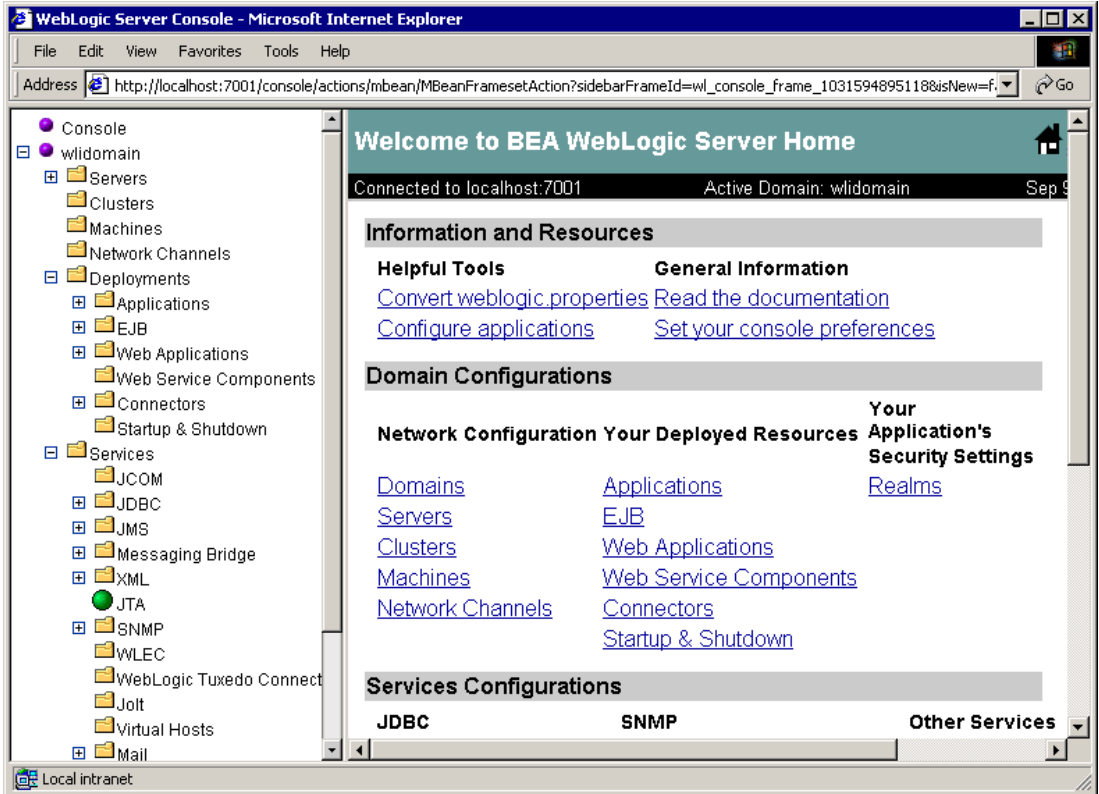 WebLogic Server Console - Microsoft Internet Explorer
File Edit View Favorites Tools Help
Address http://localhost:7001/console/actions/mbean/MBeanFramesetAction?sidebarFrameId=wl_console_frame_1031594895118&isNew=f Go
Console
wlidomain
Servers
Clusters
Machines
Network Channels
Deployments
Applications
EJB
Web Applications
Web Service Components
Connectors
Startup & Shutdown
Services
JCOM
JDBC
JMS
Messaging Bridge
XML
JTA
SNMP
WLEC
WebLogic Tuxedo Connect
Jolt
Virtual Hosts
Mail
Welcome to BEA WebLogic Server Home
Connected to localhost:7001 Active Domain: wlidomain Sep 9
Information and Resources
Helpful Tools General Information
Convert weblogic.properties Read the documentation
Configure applications Set your console preferences
Domain Configurations
Network Configuration Your Deployed Resources Your Application's Security Settings
Domains Applications Realms
Servers EJB
Clusters Web Applications
Machines Web Service Components
Network Channels Connectors
Startup & Shutdown
Services Configurations
JDBC SNMP Other Services
Local intranet